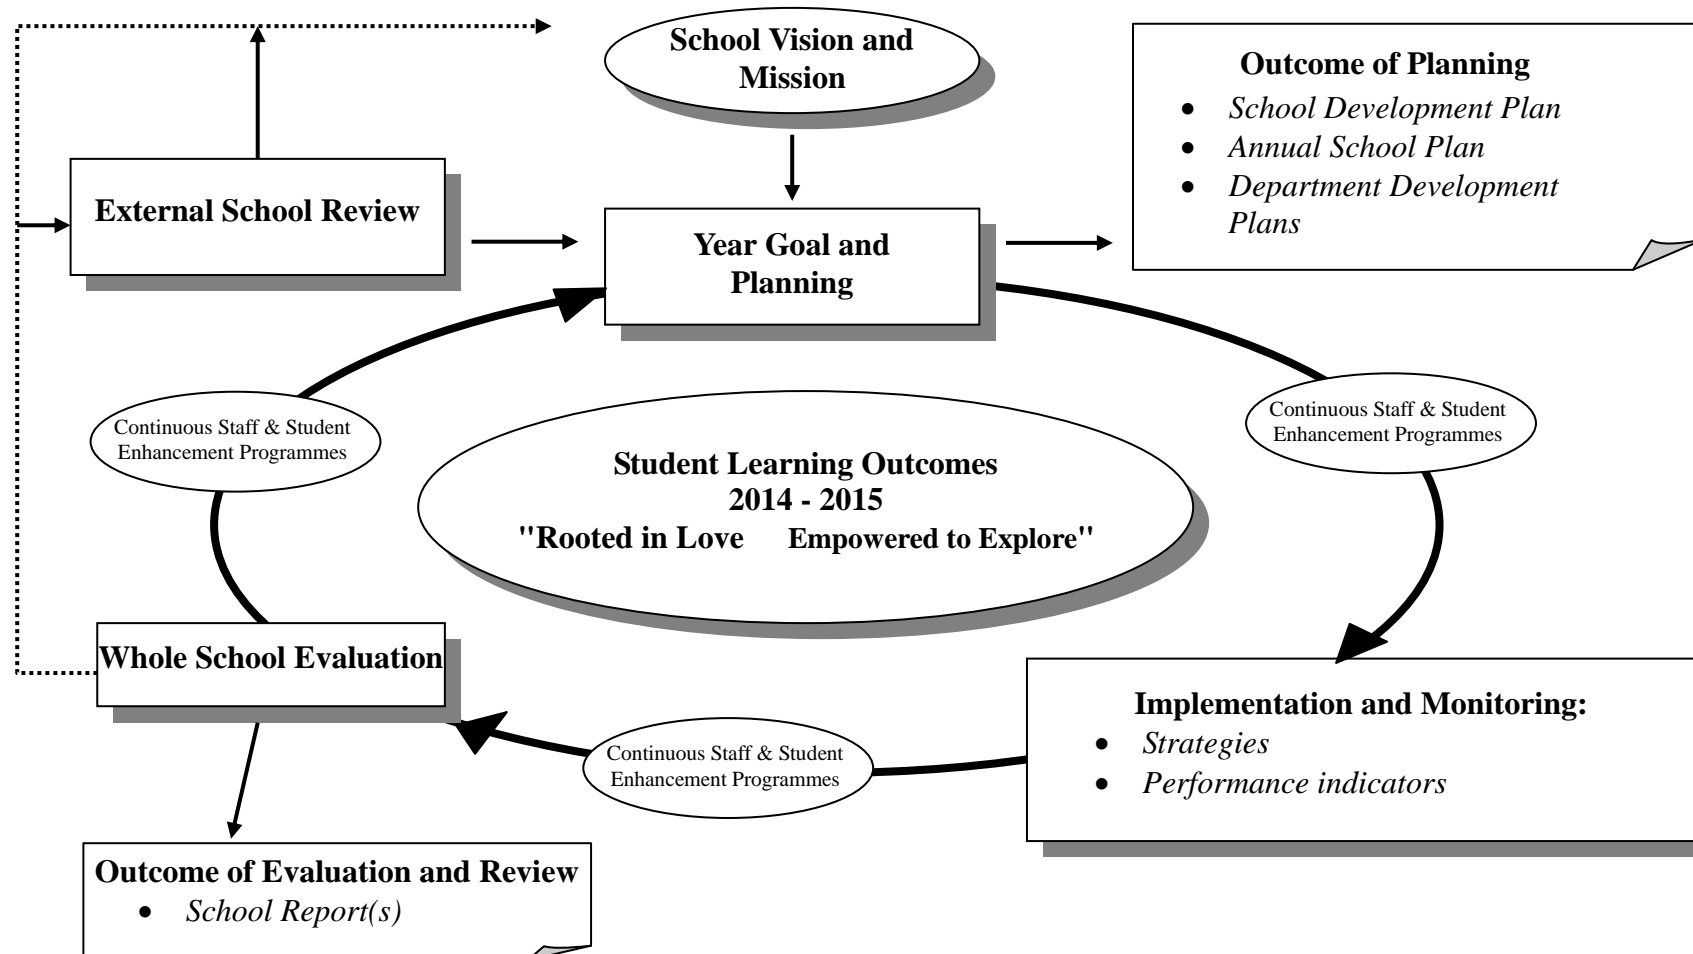 School Vision and
Mission
Outcome of Planning
• School Development Plan
• Annual School Plan
• Department Development
Plans
External School Review
Year Goal and
Planning
Continuous Staff & Student
Enhancement Programmes
Continuous Staff & Student
Enhancement Programmes
Student Learning Outcomes
2014 - 2015
"Rooted in Love Empowered to Explore"
Whole School Evaluation
Implementation and Monitoring:
• Strategies
• Performance indicators
Continuous Staff & Student
Enhancement Programmes
Outcome of Evaluation and Review
• School Report(s)